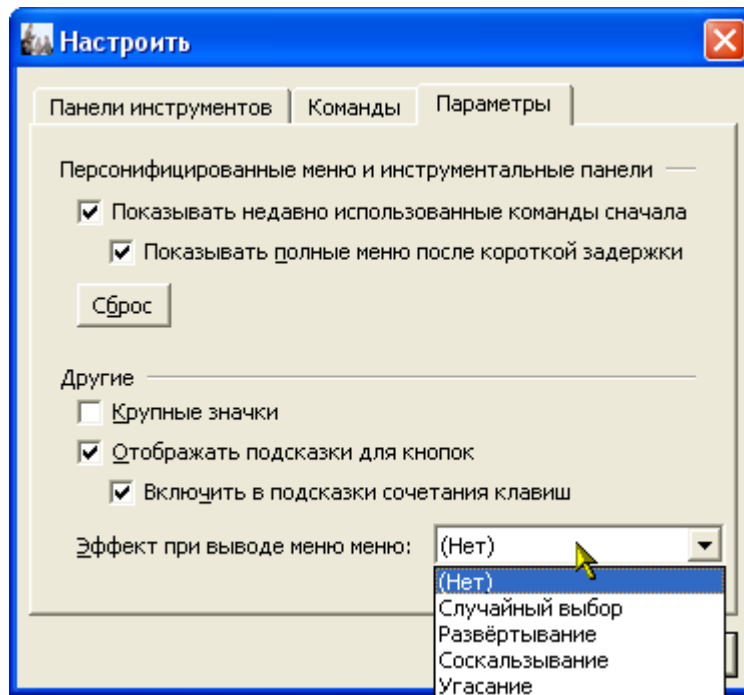 Настроить
Панели инструментов Команды Параметры
Персонифицированные меню и инструментальные панели
Показывать недавно использованные команды сначала
Показывать полные меню после короткой задержки
Сброс
Другие
Крупные значки
Отображать подсказки для кнопок
Включить в подсказки сочетания клавиш
Эффект при выводе меню меню: (Нет)
(Нет)
Случайный выбор
Развёртывание
Соскальзывание
Угасание